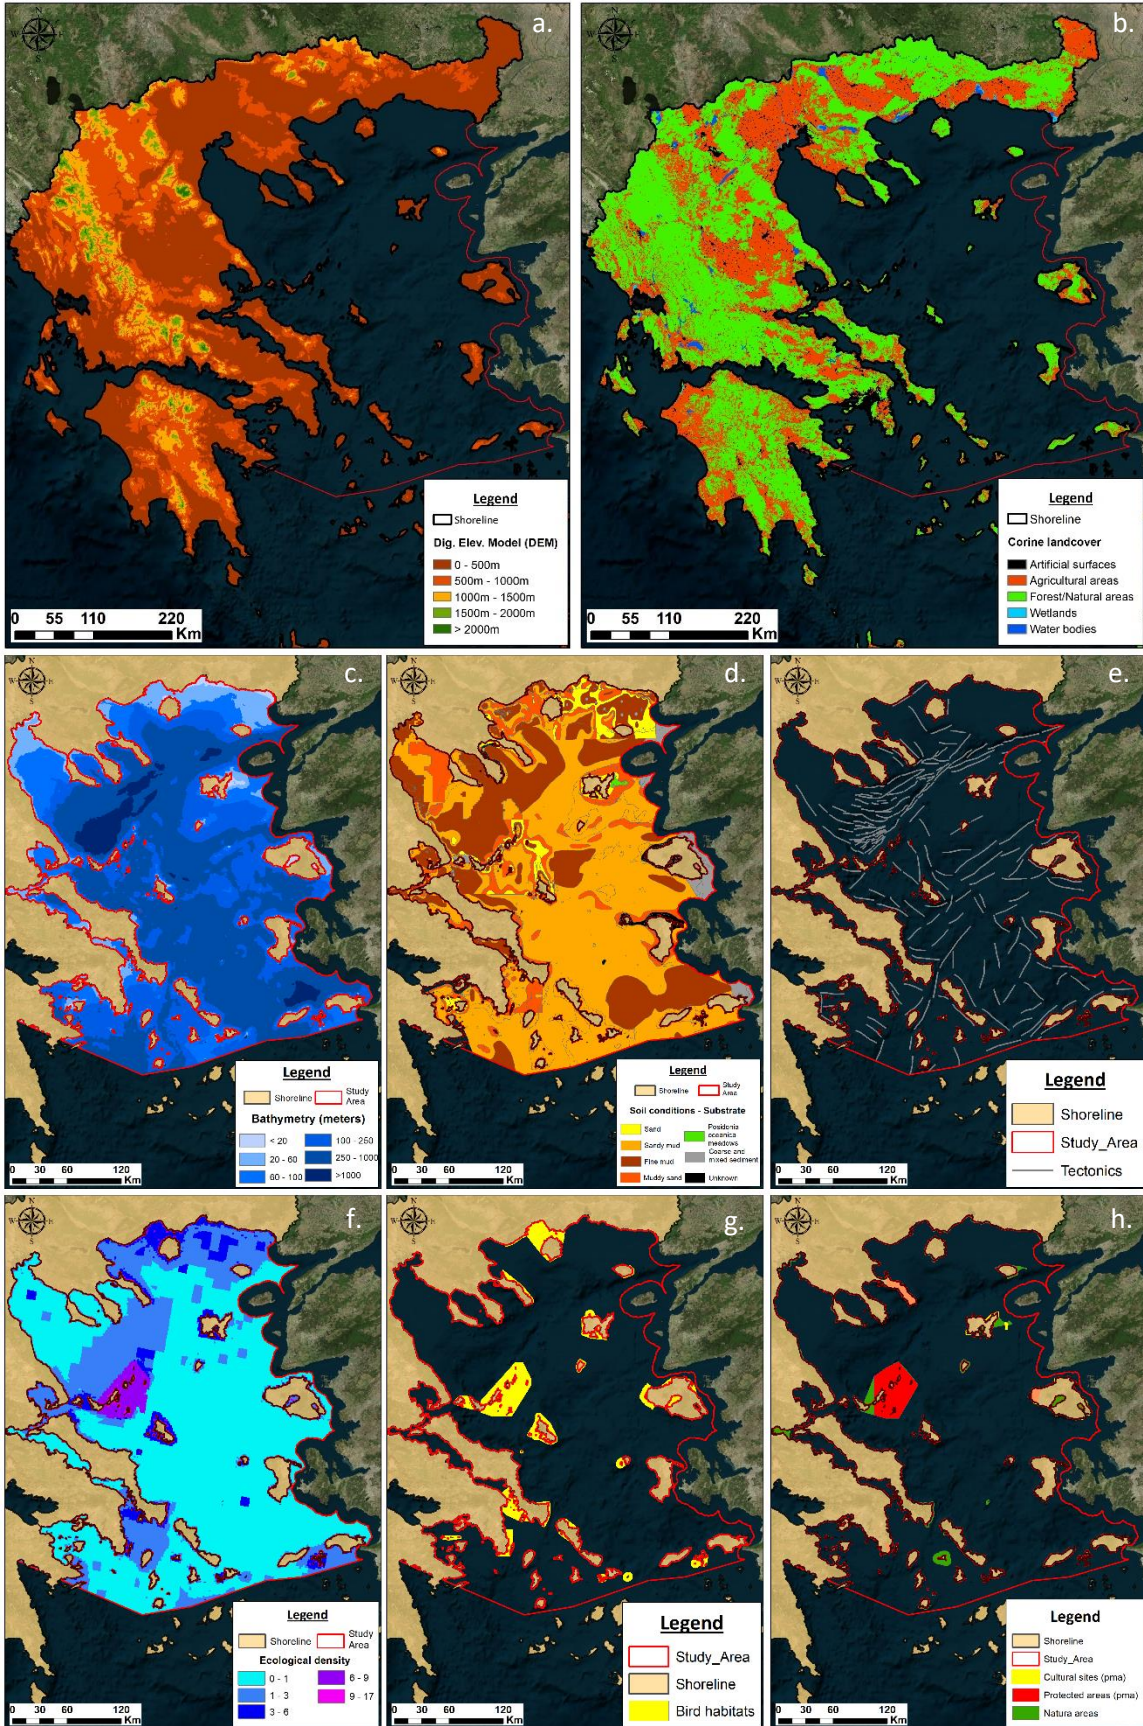 a.
N
W
E
S
Legend
Shoreline
Dig. Elev. Model (DEM)
0 - 500m
500m - 1000m
1000m - 1500m
1500m - 2000m
> 2000m
0 55 110 220
Km
b.
N
W
E
S
Legend
Shoreline
Corine landcover
Artificial surfaces
Agricultural areas
Forest/Natural areas
Wetlands
Water bodies
0 55 110 220
Km
c.
N
W
E
S
Legend
Shoreline
Study
Area
Bathymetry (meters)
< 20
20 - 60
60 - 100
100 - 250
250 - 1000
>1000
0 30 60 120
Km
d.
N
W
E
S
Legend
Shoreline
Study
Area
Soil conditions - Substrate
Sand
Sandy mud
Fine mud
Muddy sand
Posidonia
oceanica
meadows
Coarse and
mixed sediment
Unknown
0 30 60 120
Km
e.
N
W
E
S
Legend
Shoreline
Study_Area
Tectonics
0 30 60 120
Km
f.
N
W
E
S
Legend
Shoreline
Study
Area
Ecological density
0 - 1
1 - 3
3 - 6
6 - 9
9 - 17
0 30 60 120
Km
g.
N
W
E
S
Legend
Study_Area
Shoreline
Bird habitats
0 30 60 120
Km
h.
N
W
E
S
Legend
Shoreline
Study_Area
Cultural sites (pma)
Protected areas (pma)
Natura areas
0 30 60 120
Km